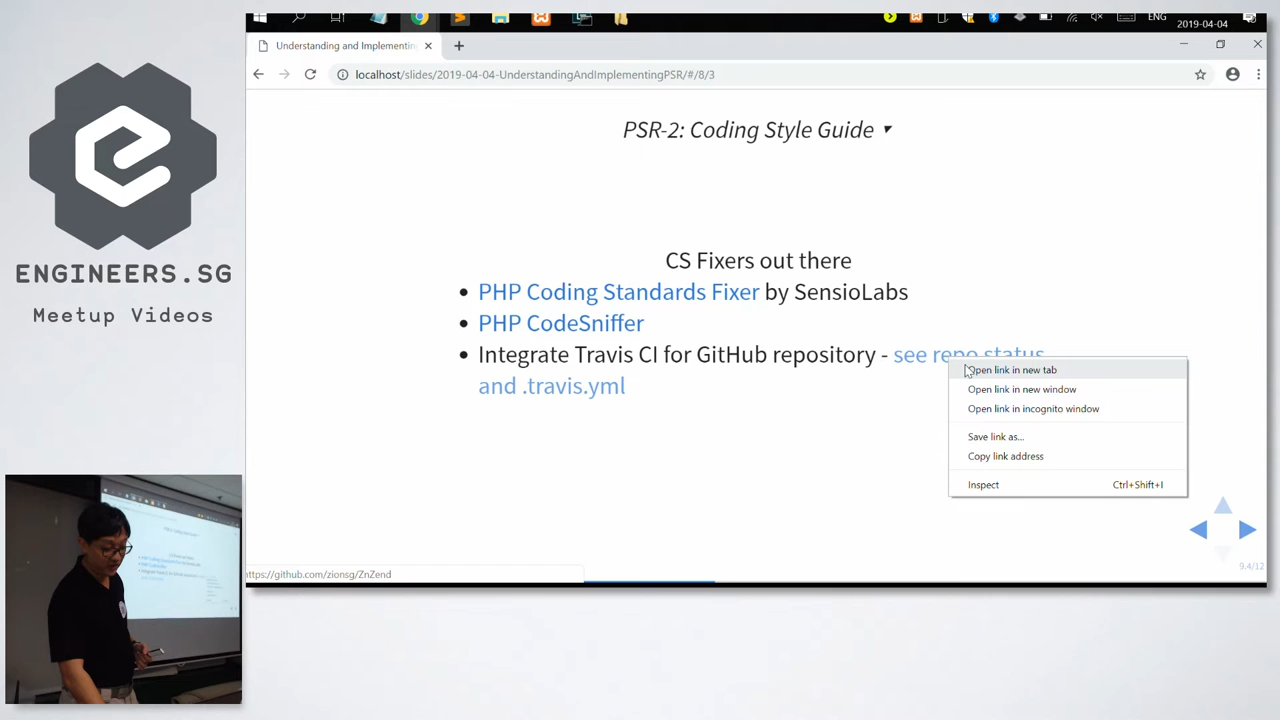 ENGINEERS.SG
Meetup Videos
ENG
2019-04-04
Understanding and Implementin
localhost/slides/2019-04-04-UnderstandingAndImplementingPSR/#/8/3
PSR-2: Coding Style Guide
CS Fixers out there
PHP Coding Standards Fixer by SensioLabs
PHP CodeSniffer
Integrate Travis CI for GitHub repository - see repo status
and .travis.yml
Open link in new tab
Open link in new window
Open link in incognito window
Save link as...
Copy link address
Inspect Ctrl+Shift+I
https://github.com/zionsg/ZnZend
9.4/12